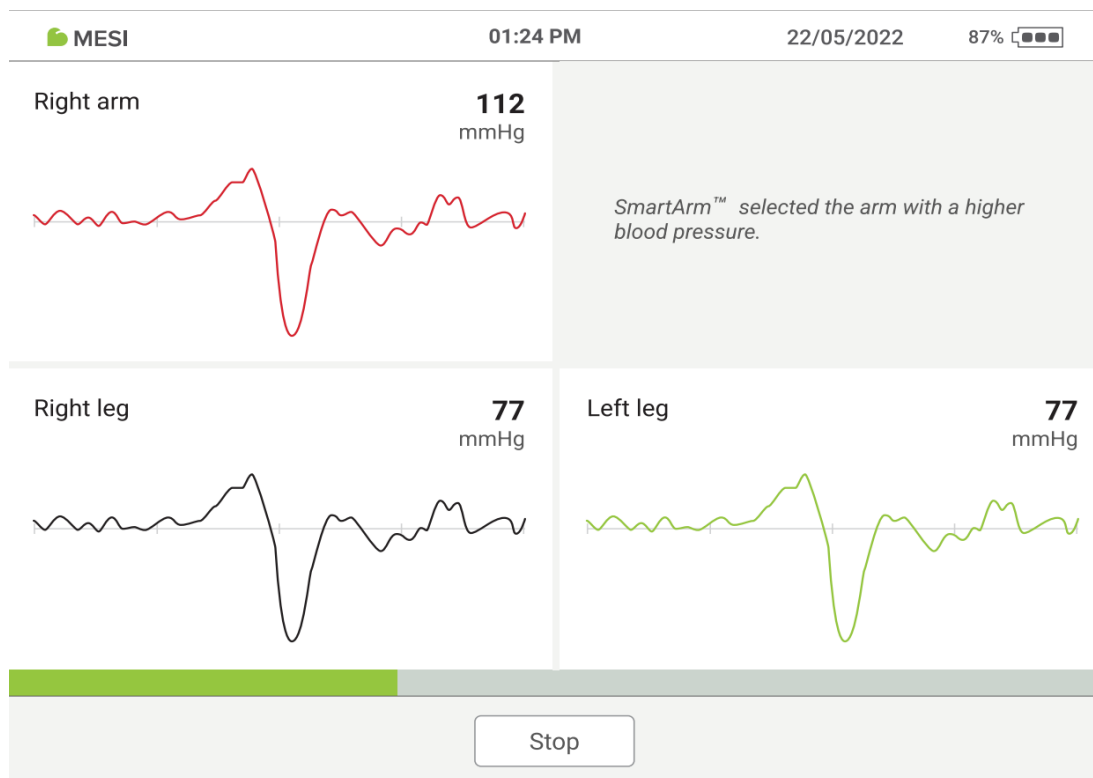 MESI
01:24 PM
22/05/2022
87%
Right arm
112
mmHg
SmartArm™ selected the arm with a higher
blood pressure.
Right leg
77
mmHg
Left leg
77
mmHg
Stop